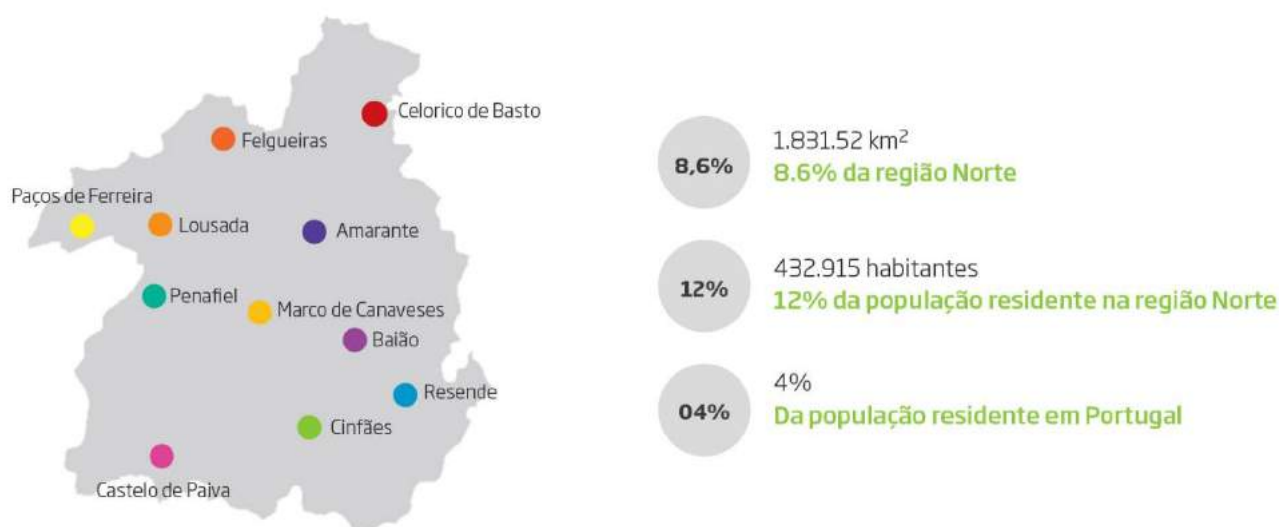 Celorico de Basto
Felgueiras
Paços de Ferreira
Lousada
Amarante
Penafiel
Marco de Canaveses
Baião
Resende
Cinfães
Castelo de Paiva
8,6%
1.831.52 km²
8.6% da região Norte
12%
432.915 habitantes
12% da população residente na região Norte
04%
4%
Da população residente em Portugal